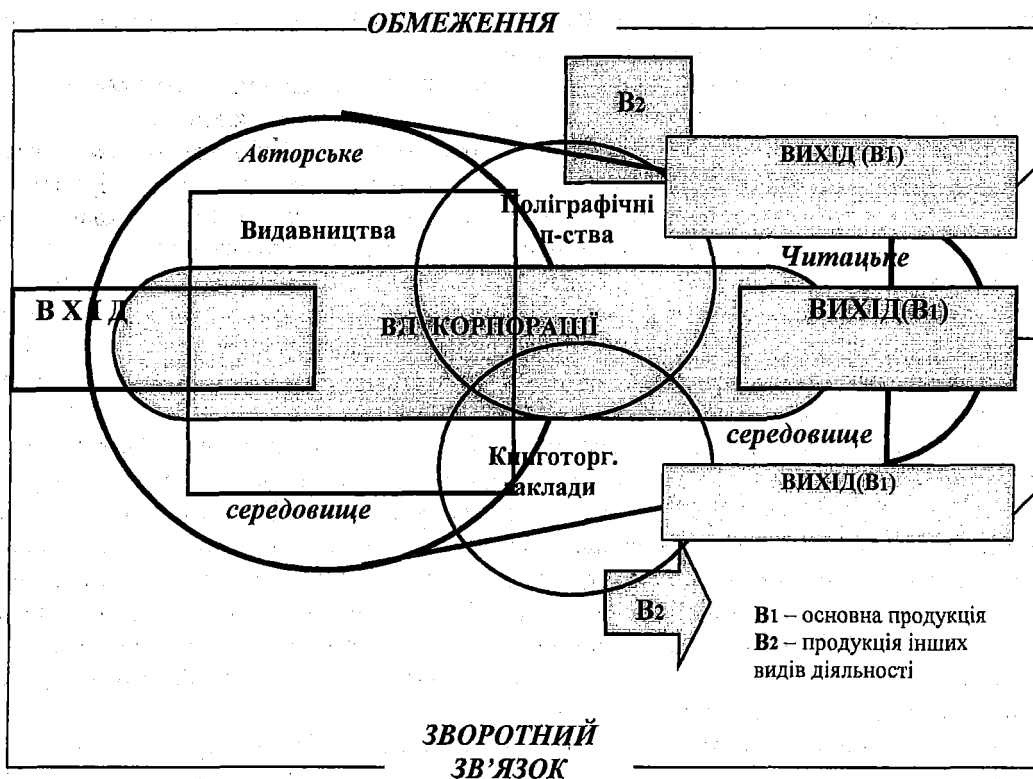 ОБМЕЖЕННЯ
В2
ВИХІД (В1)
Авторське
Поліграфічні
п-ства
Видавництва
Читацьке
В Х І Д
ВД, КОРПОРАЦІЇ
ВИХІД(В1)
середовище
Книготорг.
заклади
ВИХІД(В1)
середовище
В2
В1 – основна продукція
В2 – продукція інших
видів діяльності
ЗВОРОТНИЙ
ЗВ’ЯЗОК